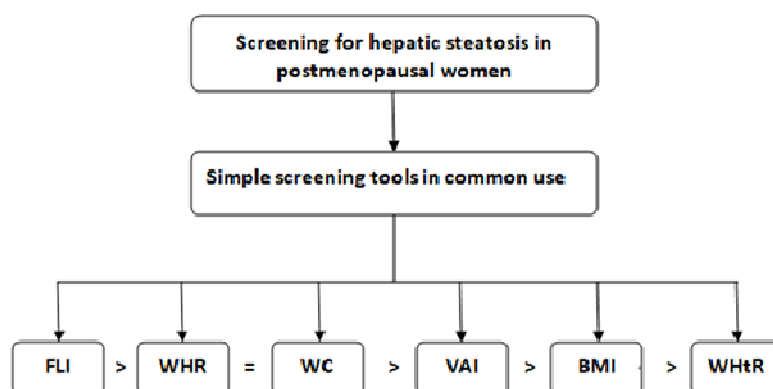 Screening for hepatic steatosis in
postmenopausal women
Simple screening tools in common use
FLI > WHR = WC > VAI > BMI > WHtR